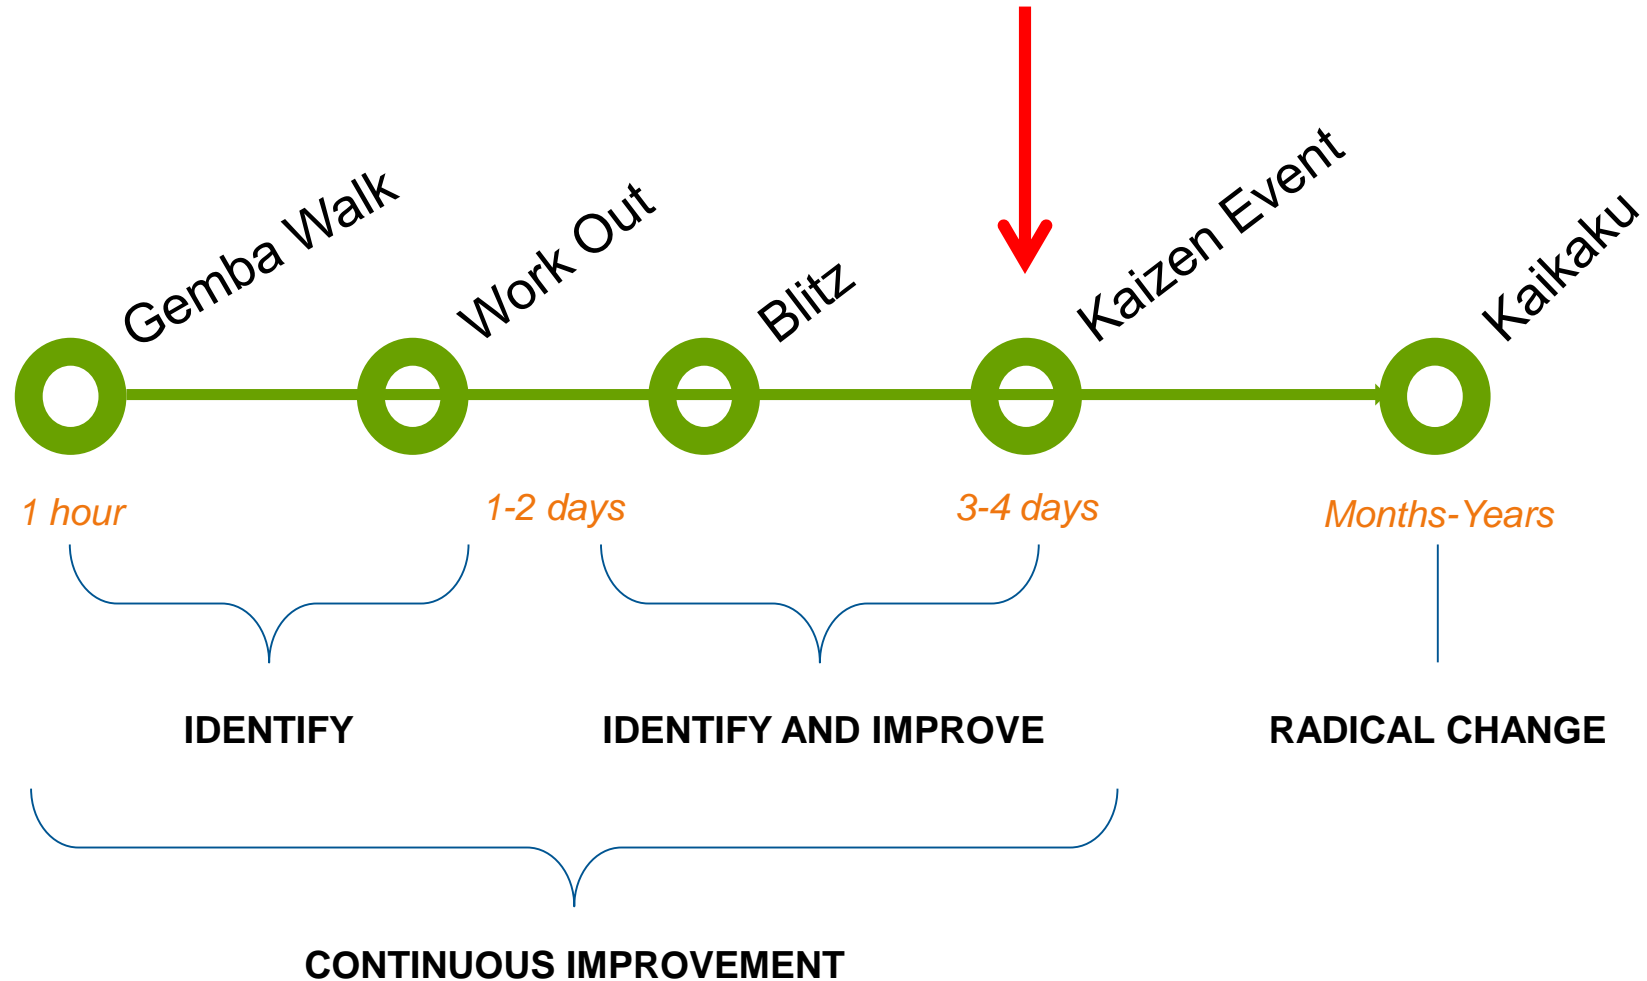 Gemba Walk
Work Out
Blitz
Kaizen Event
Kaikaku
1 hour
1-2 days
3-4 days
Months-Years
IDENTIFY
IDENTIFY AND IMPROVE
RADICAL CHANGE
CONTINUOUS IMPROVEMENT